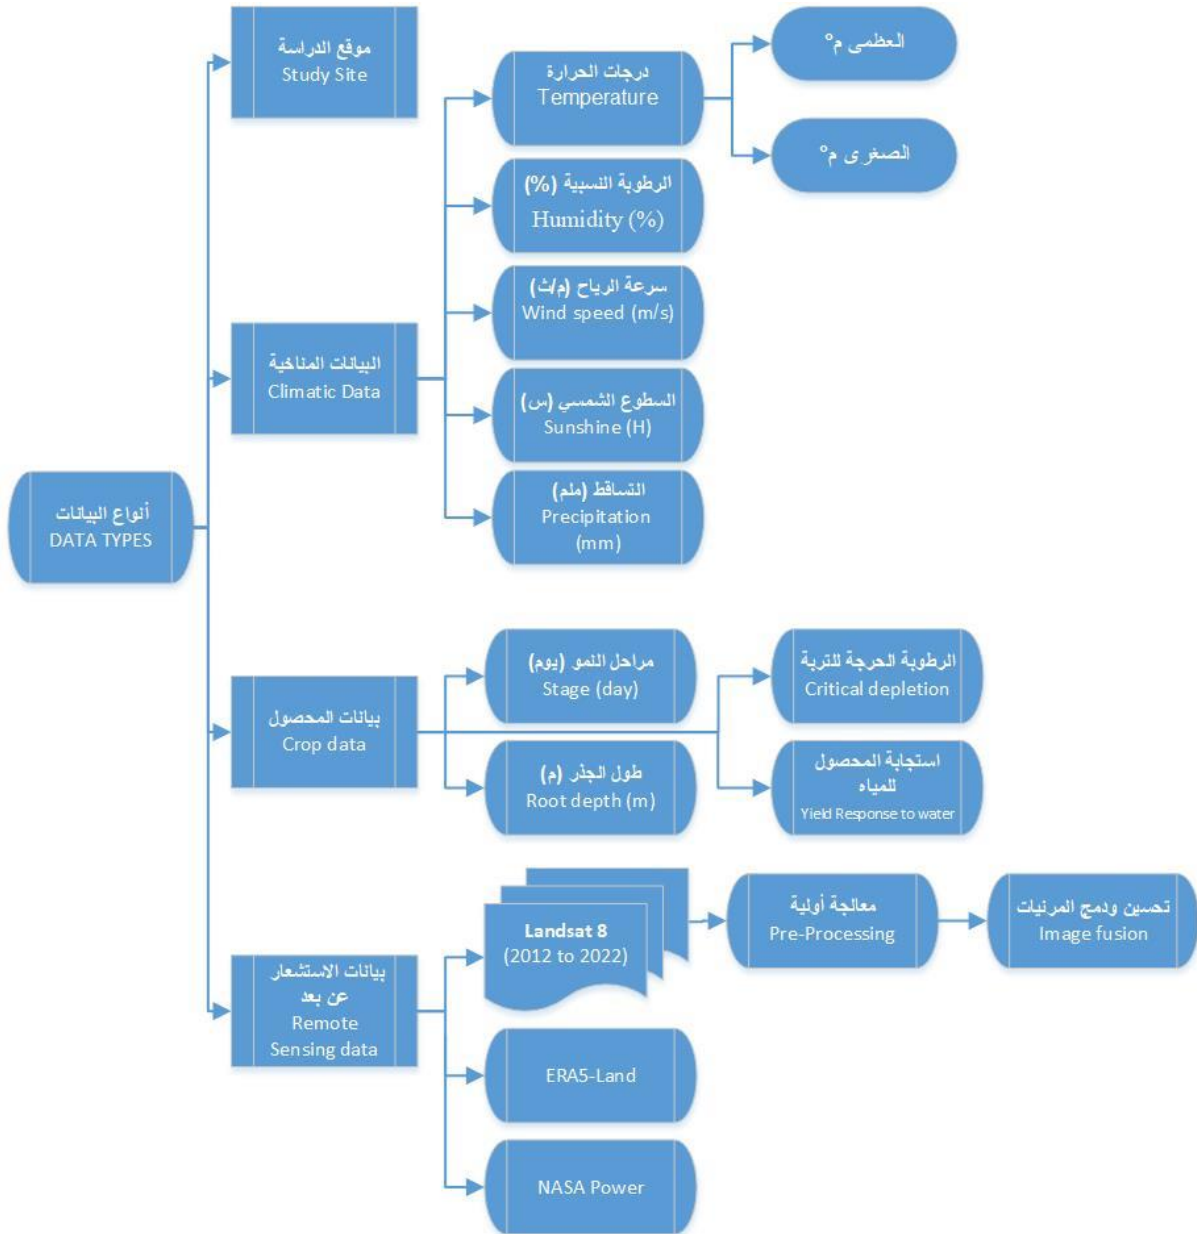 موقع الدراسة
Study Site
درجات الحرارة
Temperature
العظمى م°
الصغرى م°
الرطوبة النسبية (%)
Humidity (%)
سرعة الرياح (م/ث)
Wind speed (m/s)
البيانات المناخية
Climatic Data
السطوع الشمسي (س)
Sunshine (H)
التساقط (ملم)
Precipitation
(mm)
أنواع البيانات
DATA TYPES
مراحل النمو (يوم)
Stage (day)
الرطوبة الحرجة للتربة
Critical depletion
بيانات المحصول
Crop data
طول الجذر (م)
Root depth (m)
استجابة المحصول
للمياه
Yield Response to water
Landsat 8
(2012 to 2022)
معالجة أولية
Pre-Processing
تحسين ودمج المرئيات
Image fusion
بيانات الاستشعار
عن بعد
Remote
Sensing data
ERA5-Land
NASA Power